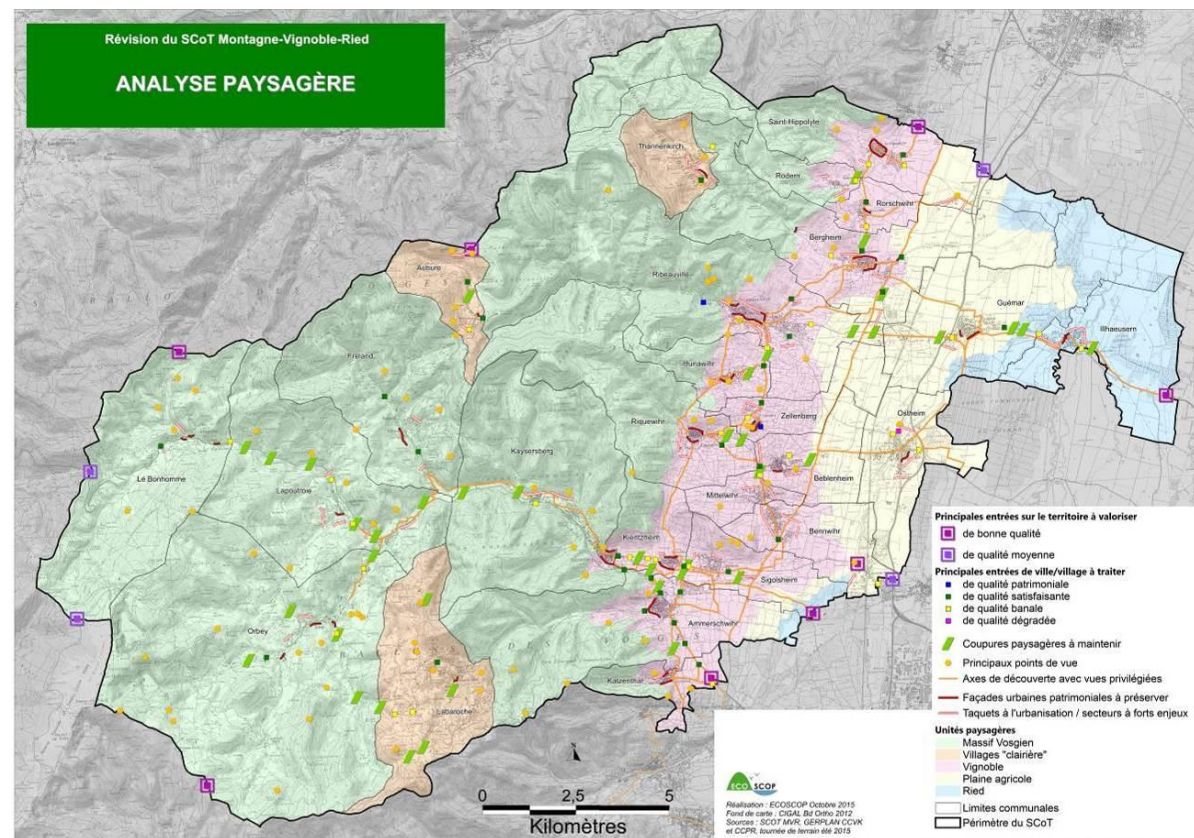 Révision du SCoT Montagne-Vignoble-Ried
ANALYSE PAYSAGÈRE
Saint-Hippolyte
Thannenkirch
Rodern
Rorschwihr
Bergheim
Aubure
Ribeauvillé
Guémar
Illhaeusern
Fréland
Hunawihr
Zellenberg
Ostheim
Riquewihr
Kaysersberg
Le Bonhomme
Lapoutroie
Beblenheim
Mittelwihr
Bennwihr
Kientzheim
Sigolsheim
Orbey
Ammerschwihr
Katzenthal
Labaroche
Principales entrées sur le territoire à valoriser
de bonne qualité
de qualité moyenne
Principales entrées de ville/village à traiter
de qualité patrimoniale
de qualité satisfaisante
de qualité banale
de qualité dégradée
Coupures paysagères à maintenir
Principaux points de vue
Axes de découverte avec vues privilégiées
Façades urbaines patrimoniales à préserver
Taquets à l'urbanisation / secteurs à forts enjeux
Unités paysagères
Massif Vosgien
Villages "clairière"
Vignoble
Plaine agricole
Ried
Limites communales
Périmètre du SCoT
0 2,5 5
Kilomètres
ECO SCOP
Réalisation : ECOSCOP Octobre 2015
Fond de carte : CIGAL Bd Ortho 2012
Sources : SCOT MVR, GERPLAN CCVK
et CCPR, tournée de terrain été 2015